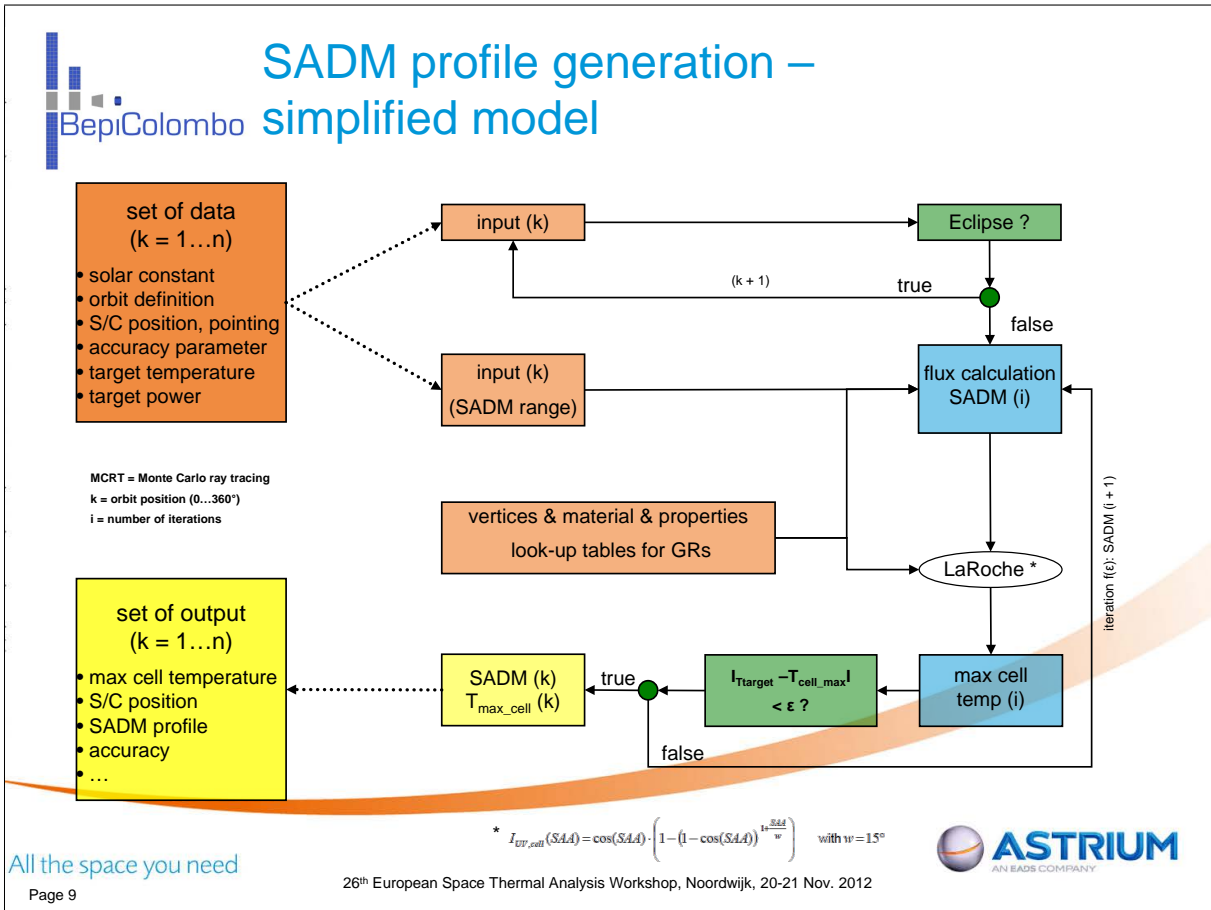 SADM profile generation –
simplified model
BepiColombo
set of data
(k = 1…n)
• solar constant
• orbit definition
• S/C position, pointing
• accuracy parameter
• target temperature
• target power
input (k)
Eclipse ?
(k + 1)
true
false
input (k)
(SADM range)
flux calculation
SADM (i)
MCRT = Monte Carlo ray tracing
k = orbit position (0…360°)
i = number of iterations
vertices & material & properties
look-up tables for GRs
LaRoche *
iteration f(ε): SADM (i + 1)
set of output
(k = 1…n)
• max cell temperature
• S/C position
• SADM profile
• accuracy
• …
SADM (k)
T_max_cell (k)
true
false
I_Ttarget –T_cell_max I
< ε ?
max cell
temp (i)
* I_UV,cell(SAA) = cos(SAA) · (1 − (1 − cos(SAA))^(1+SAA/w)) with w = 15°
All the space you need
Page 9
26th European Space Thermal Analysis Workshop, Noordwijk, 20-21 Nov. 2012
ASTRIUM
AN EADS COMPANY